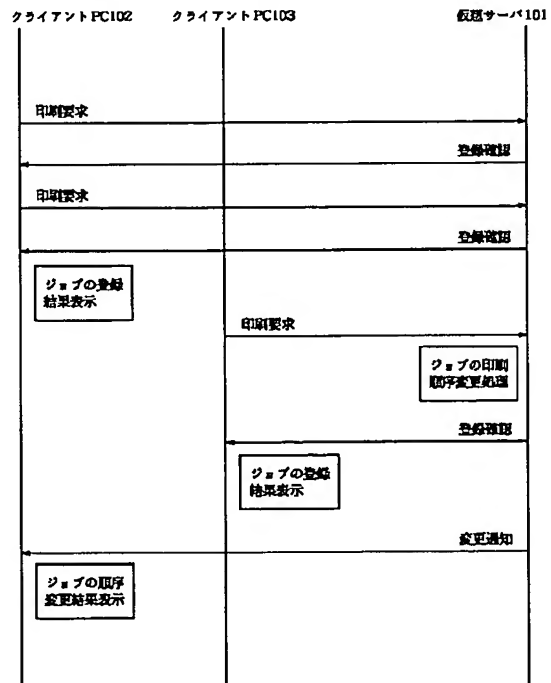 クライアントPC102
クライアントPC103
仮想サーバ101
印刷要求
登録確認
印刷要求
登録確認
ジョブの登録
結果表示
印刷要求
ジョブの印刷
順序変更処理
登録確認
ジョブの登録
結果表示
変更通知
ジョブの順序
変更結果表示